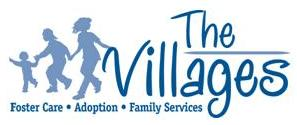 The
Villages
Foster Care • Adoption • Family Services